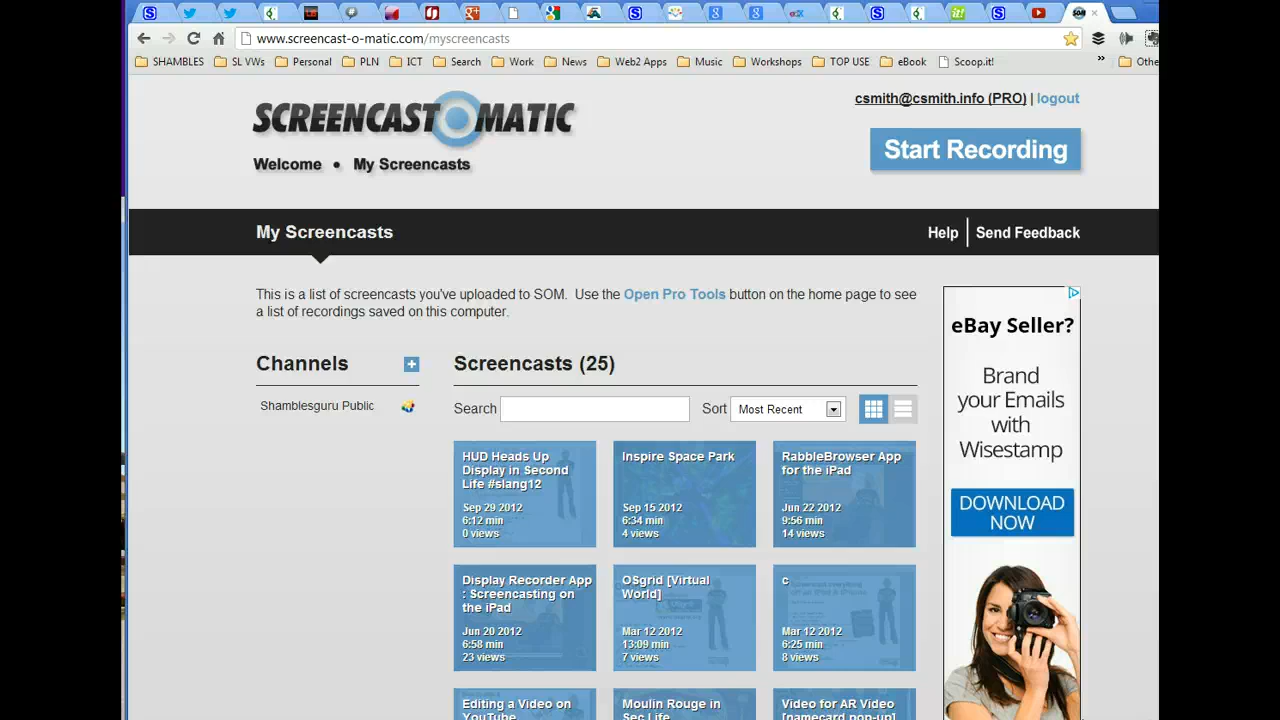 www.screencast-o-matic.com/myscreencasts
SHAMBLES SL VWs Personal PLN ICT Search Work News Web2 Apps Music Workshops TOP USE eBook Scoop.it! » Othe
SCREENCAST O MATIC
csmith@csmith.info (PRO) | logout
Start Recording
Welcome • My Screencasts
My Screencasts
Help Send Feedback
This is a list of screencasts you've uploaded to SOM. Use the Open Pro Tools button on the home page to see
a list of recordings saved on this computer.
Channels +
Shamblesguru Public
Screencasts (25)
Search
Sort Most Recent
HUD Heads Up
Display in Second
Life #slang12
Sep 29 2012
6:12 min
0 views
Inspire Space Park
Sep 15 2012
6:34 min
4 views
RabbleBrowser App
for the iPad
Jun 22 2012
9:56 min
14 views
Display Recorder App
: Screencasting on
the iPad
Jun 20 2012
6:58 min
23 views
OSgrid [Virtual
World]
Mar 12 2012
13:09 min
7 views
c
Mar 12 2012
6:25 min
8 views
Editing a Video on
YouTube
Moulin Rouge in
Sec Life
Video for AR Video
[namecard pop-up]
eBay Seller?
Brand
your Emails
with
Wisestamp
DOWNLOAD
NOW